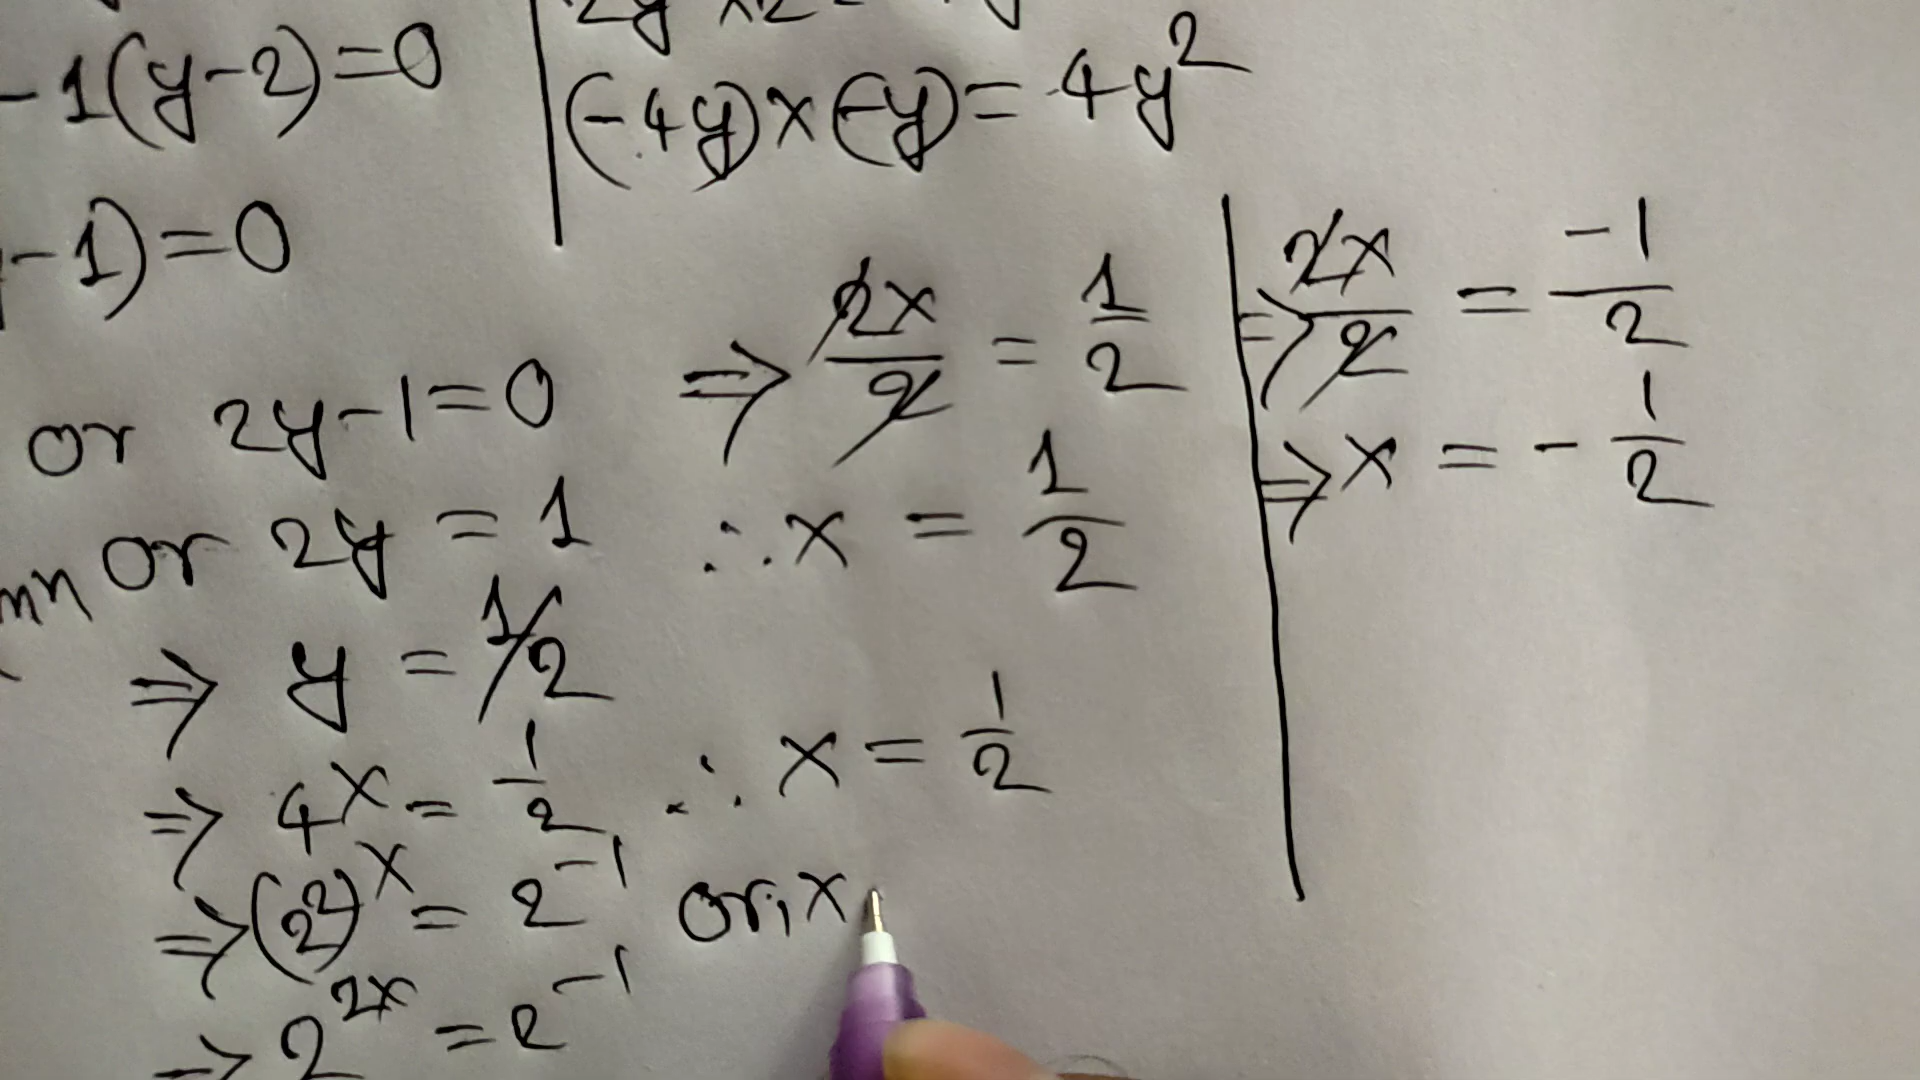 -1(y-2)=0
(-4y)×(-y)=4y²
-1)=0
or 2y-1=0
or 2y=1
⇒ y=1/2
⇒ 4^x=1/2
⇒(2²)^x=2^-1
⇒2^2x=2^-1
⇒2x/2=1/2
∴x=1/2
∴x=1/2
or, x
⇒2x/2=-1/2
⇒x=-1/2